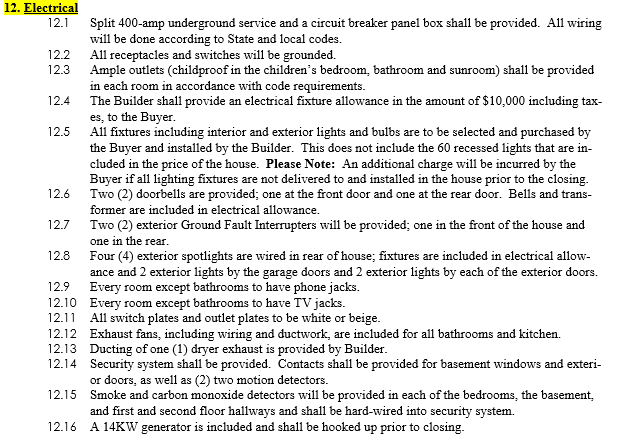 12. Electrical
12.1 Split 400-amp underground service and a circuit breaker panel box shall be provided. All wiring
will be done according to State and local codes.
12.2 All receptacles and switches will be grounded.
12.3 Ample outlets (childproof in the children's bedroom, bathroom and sunroom) shall be provided
in each room in accordance with code requirements.
12.4 The Builder shall provide an electrical fixture allowance in the amount of $10,000 including tax-
es, to the Buyer.
12.5 All fixtures including interior and exterior lights and bulbs are to be selected and purchased by
the Buyer and installed by the Builder. This does not include the 60 recessed lights that are in-
cluded in the price of the house. Please Note: An additional charge will be incurred by the
Buyer if all lighting fixtures are not delivered to and installed in the house prior to the closing.
12.6 Two (2) doorbells are provided; one at the front door and one at the rear door. Bells and trans-
former are included in electrical allowance.
12.7 Two (2) exterior Ground Fault Interrupters will be provided; one in the front of the house and
one in the rear.
12.8 Four (4) exterior spotlights are wired in rear of house; fixtures are included in electrical allow-
ance and 2 exterior lights by the garage doors and 2 exterior lights by each of the exterior doors.
12.9 Every room except bathrooms to have phone jacks.
12.10 Every room except bathrooms to have TV jacks.
12.11 All switch plates and outlet plates to be white or beige.
12.12 Exhaust fans, including wiring and ductwork, are included for all bathrooms and kitchen.
12.13 Ducting of one (1) dryer exhaust is provided by Builder.
12.14 Security system shall be provided. Contacts shall be provided for basement windows and exteri-
or doors, as well as (2) two motion detectors.
12.15 Smoke and carbon monoxide detectors will be provided in each of the bedrooms, the basement,
and first and second floor hallways and shall be hard-wired into security system.
12.16 A 14KW generator is included and shall be hooked up prior to closing.